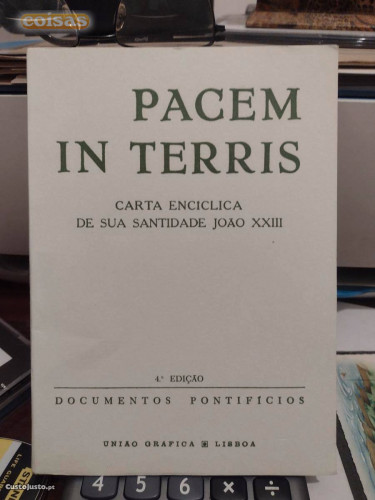 coisas
PACEM
IN TERRIS
CARTA ENCICLICA
DE SUA SANTIDADE JOÃO XXIII
4.ª EDIÇÃO
DOCUMENTOS PONTIFÍCIOS
UNIÃO GRÁFICA LISBOA
CustoJusto.pt
4 5 6 × ÷